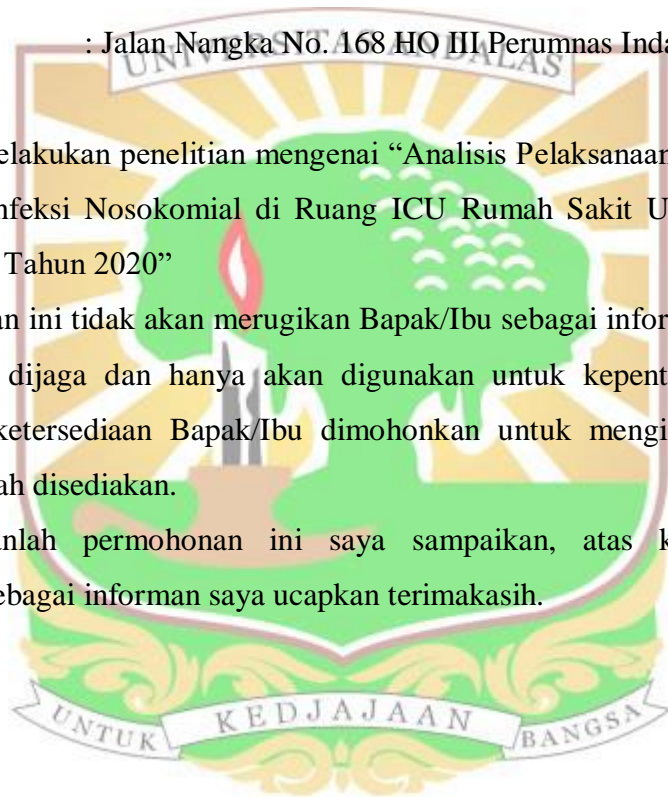 : Jalan Nangka No. 168 HO III Perumnas Inda
UNIVERSITAS ANDALAS
elakukan penelitian mengenai “Analisis Pelaksanaan
nfeksi Nosokomial di Ruang ICU Rumah Sakit U
Tahun 2020”
an ini tidak akan merugikan Bapak/Ibu sebagai infor
dijaga dan hanya akan digunakan untuk kepent
ketersediaan Bapak/Ibu dimohonkan untuk mengi
ah disediakan.
anlah permohonan ini saya sampaikan, atas k
ebagai informan saya ucapkan terimakasih.
UNTUK KEDJAJAAN BANGSA